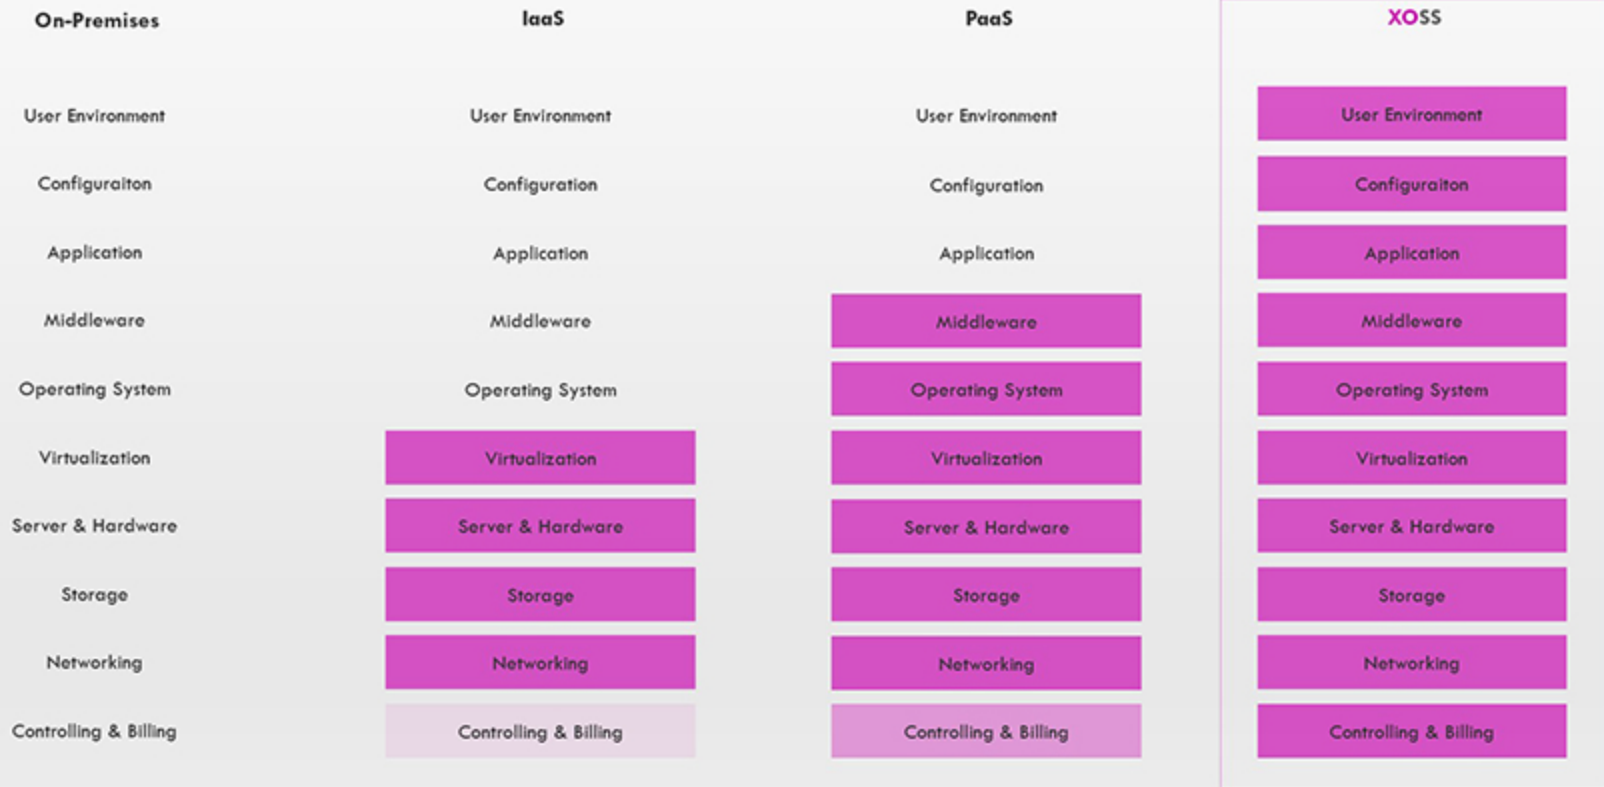 On-Premises IaaS PaaS XOSS
User Environment User Environment User Environment User Environment
Configuraiton Configuration Configuration Configuraiton
Application Application Application Application
Middleware Middleware Middleware Middleware
Operating System Operating System Operating System Operating System
Virtualization Virtualization Virtualization Virtualization
Server & Hardware Server & Hardware Server & Hardware Server & Hardware
Storage Storage Storage Storage
Networking Networking Networking Networking
Controlling & Billing Controlling & Billing Controlling & Billing Controlling & Billing